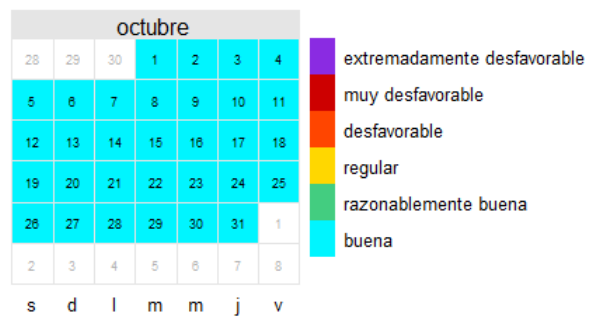 octubre
28 29 30 1 2 3 4
5 6 7 8 9 10 11
12 13 14 15 16 17 18
19 20 21 22 23 24 25
26 27 28 29 30 31 1
2 3 4 5 6 7 8
s d l m m j v
extremadamente desfavorable
muy desfavorable
desfavorable
regular
razonablemente buena
buena